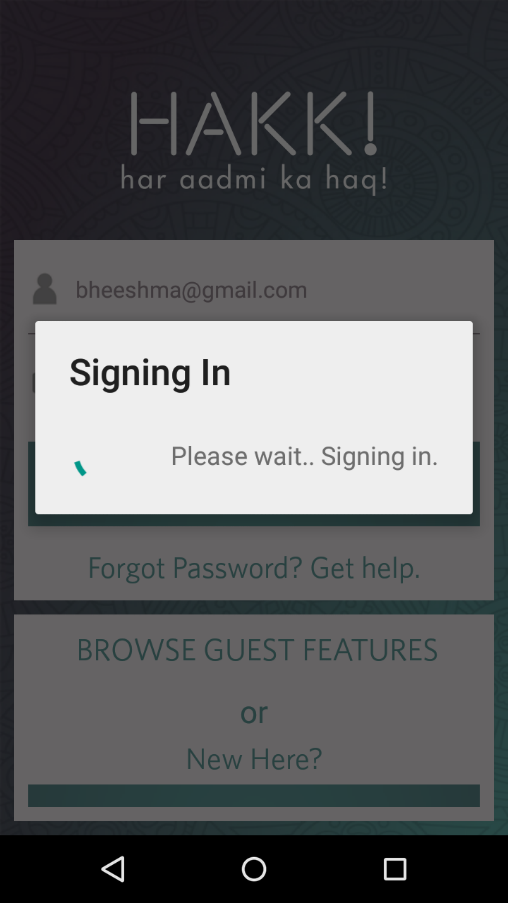 HAKK!
har aadmi ka haq!
bheeshma@gmail.com
Signing In
Please wait.. Signing in.
Forgot Password? Get help.
BROWSE GUEST FEATURES
or
New Here?